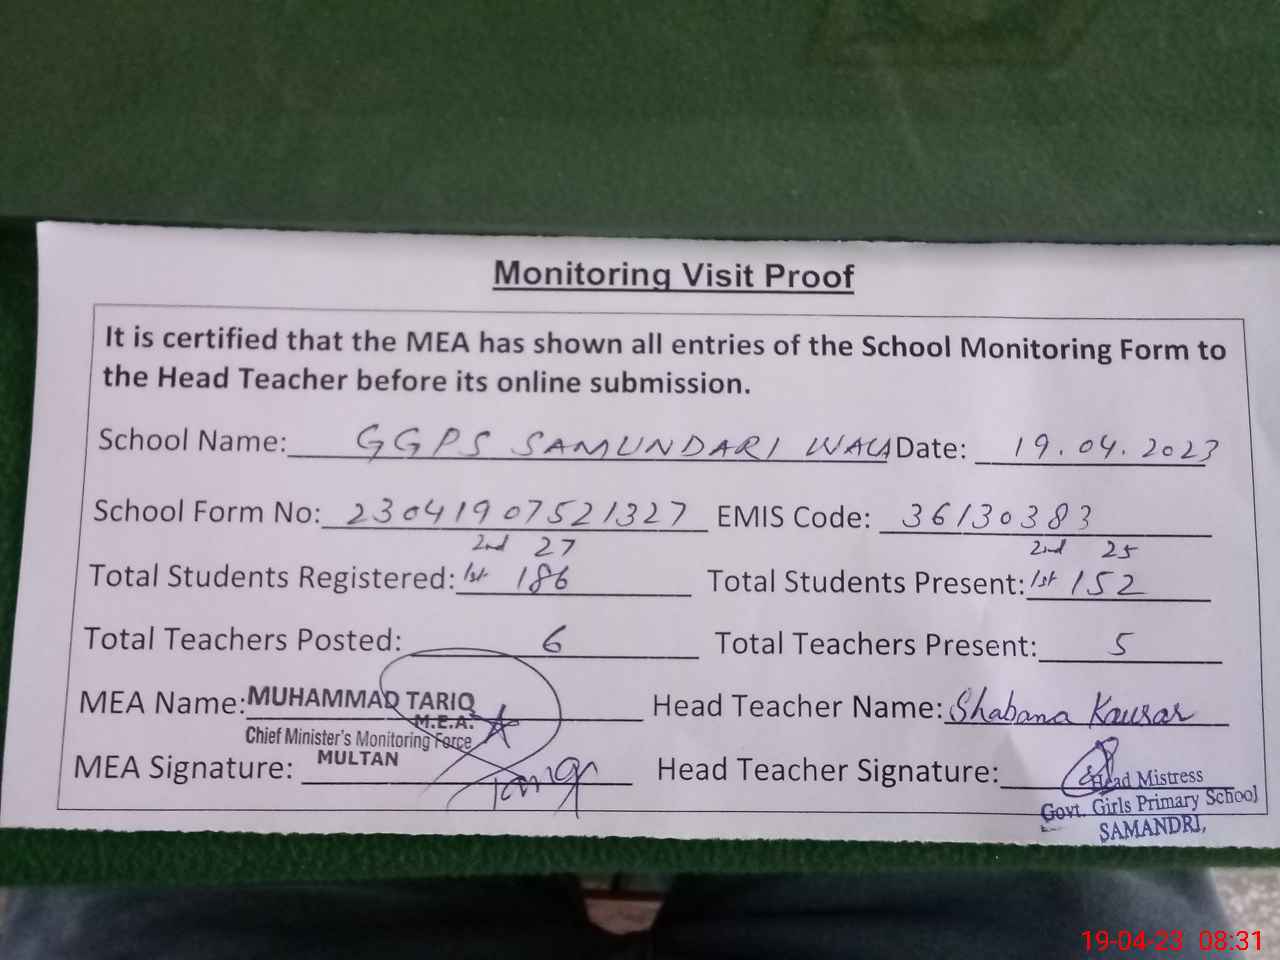 Monitoring Visit Proof
It is certified that the MEA has shown all entries of the School Monitoring Form to
the Head Teacher before its online submission.
School Name: GGPS SAMUNDARI WALA Date: 19.04.2023
School Form No: 23041907521327 EMIS Code: 36130383
2nd 27 2nd 25
Total Students Registered: 1st 186 Total Students Present: 1st 152
Total Teachers Posted: 6 Total Teachers Present: 5
MEA Name: MUHAMMAD TARIQ Head Teacher Name: Shabana Kausar
M.E.A.
Chief Minister's Monitoring Force
MULTAN
MEA Signature: Tariq Head Teacher Signature:
Head Mistress
Govt. Girls Primary School
SAMANDRI,
19-04-23 08:31